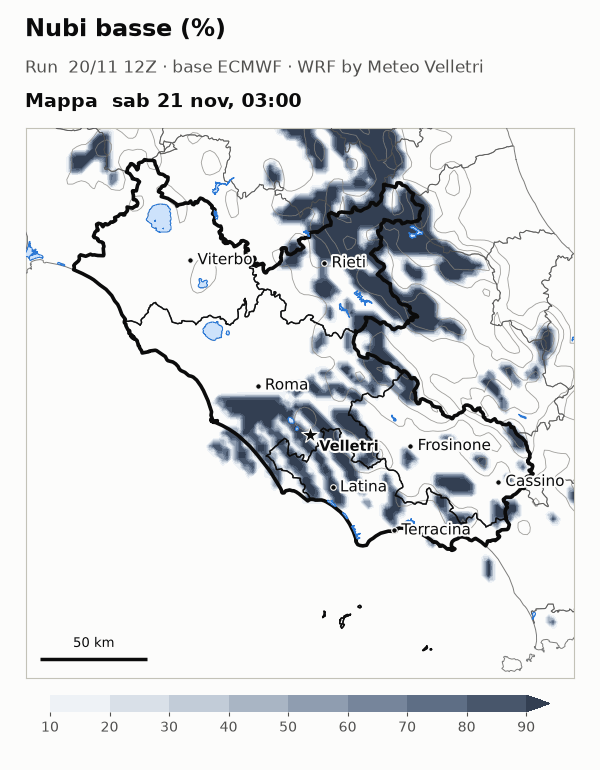 Nubi basse (%)
Run  20/11 12Z · base ECMWF · WRF by Meteo Velletri
Mappa  sab 21 nov, 03:00
Viterbo
Rieti
Roma
Velletri
Frosinone
Cassino
Latina
Terracina
50 km
10 20 30 40 50 60 70 80 90